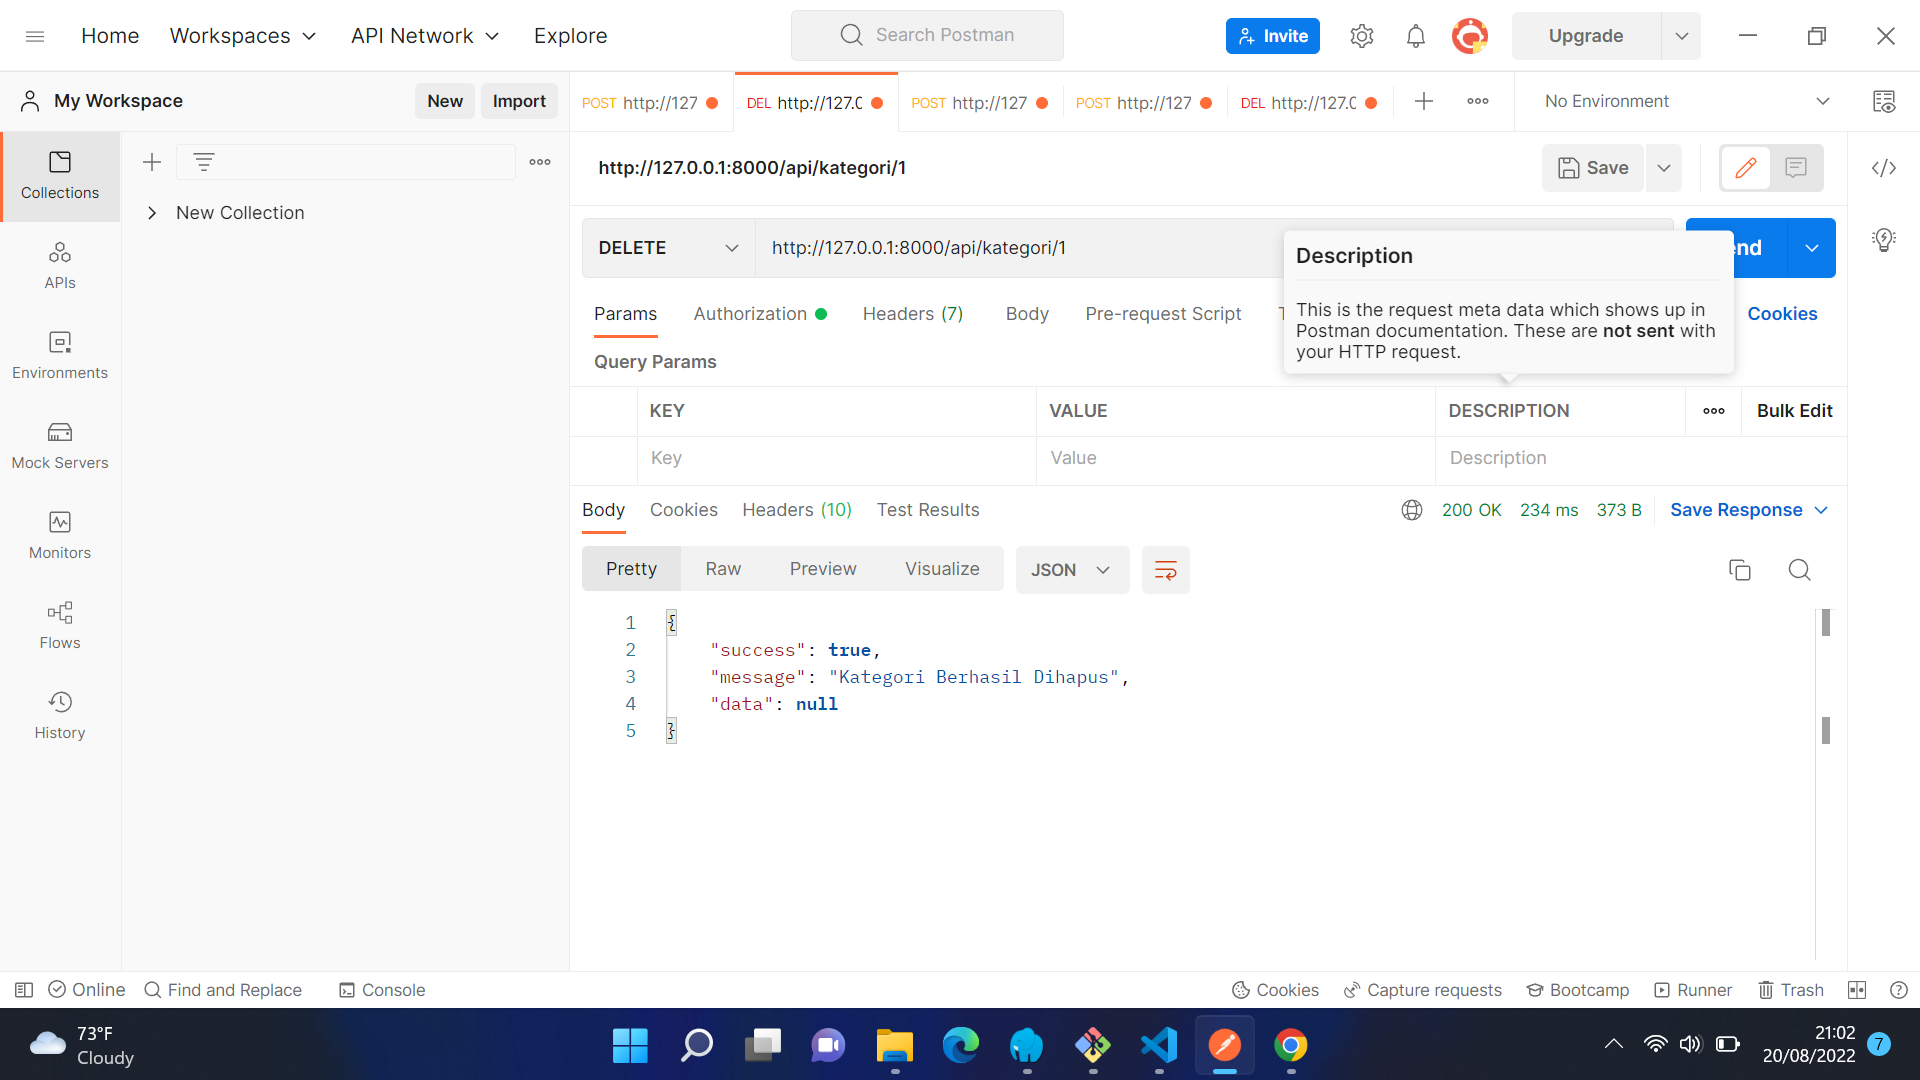 Home Workspaces API Network Explore Search Postman Invite Upgrade
My Workspace New Import
POST http://127 DEL http://127.0 POST http://127 POST http://127 DEL http://127.0 No Environment
Collections
New Collection
APIs
Environments
Mock Servers
Monitors
Flows
History
http://127.0.0.1:8000/api/kategori/1 Save
DELETE http://127.0.0.1:8000/api/kategori/1 nd
Description
This is the request meta data which shows up in
Postman documentation. These are not sent with
your HTTP request.
Params Authorization Headers (7) Body Pre-request Script T Cookies
Query Params
KEY VALUE DESCRIPTION Bulk Edit
Key Value Description
Body Cookies Headers (10) Test Results 200 OK 234 ms 373 B Save Response
Pretty Raw Preview Visualize JSON
1 {
2 "success": true,
3 "message": "Kategori Berhasil Dihapus",
4 "data": null
5 }
Online Find and Replace Console Cookies Capture requests Bootcamp Runner Trash
73°F
Cloudy
21:02
20/08/2022
7